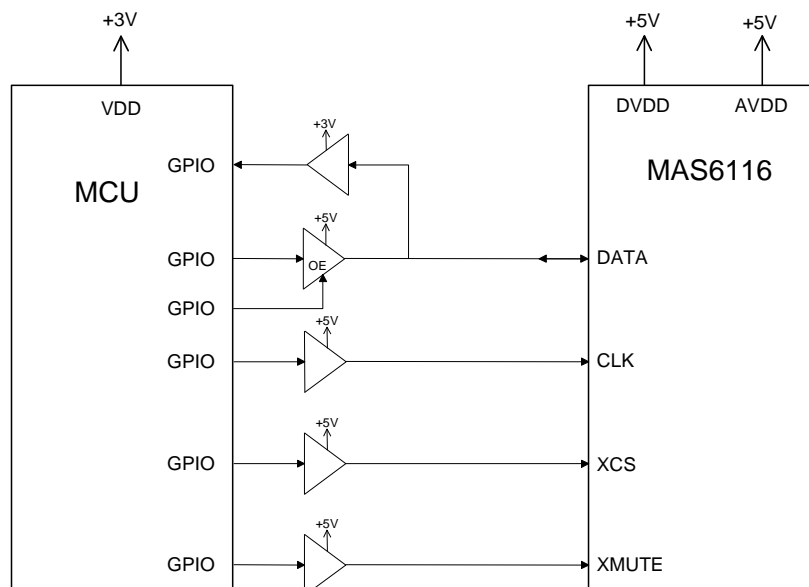 +3V
+5V
+5V
VDD
DVDD
AVDD
+3V
GPIO
MCU
MAS6116
+5V
GPIO
OE
DATA
GPIO
+5V
GPIO
CLK
+5V
GPIO
XCS
+5V
GPIO
XMUTE